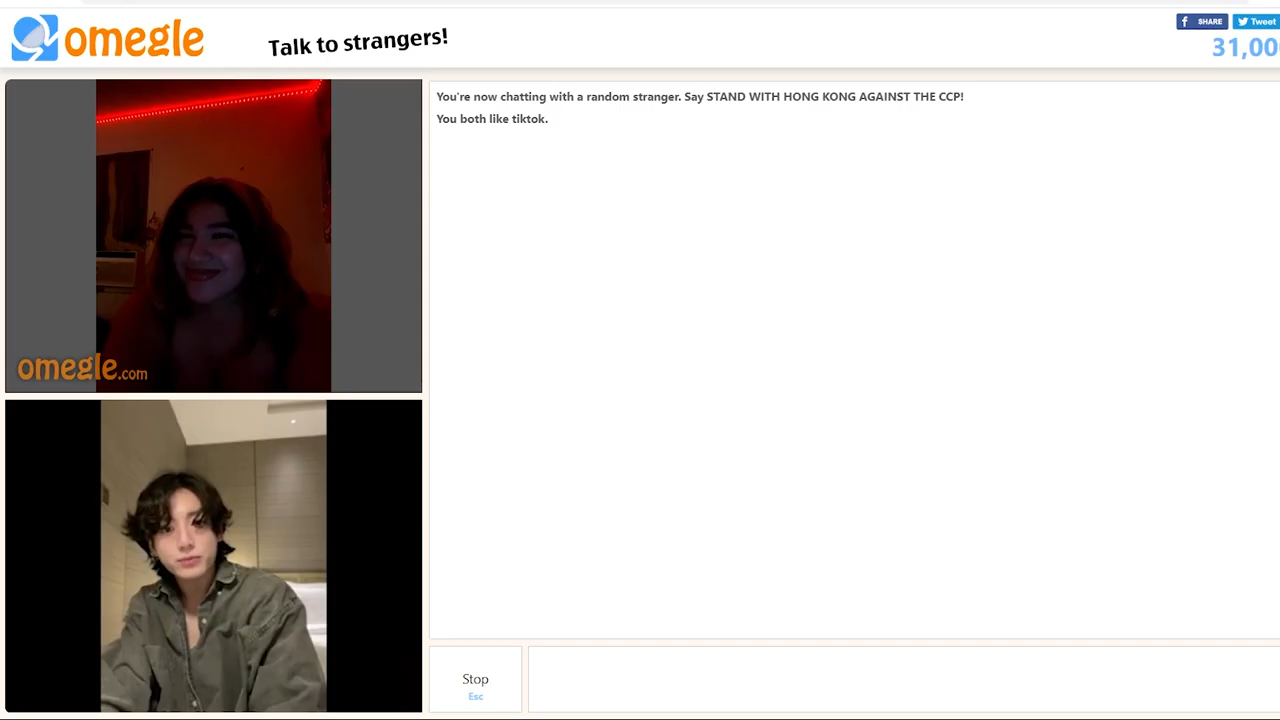 omegle
Talk to strangers!
SHARE
Tweet
31,00
You're now chatting with a random stranger. Say STAND WITH HONG KONG AGAINST THE CCP!
You both like tiktok.
omegle.com
Stop
Esc